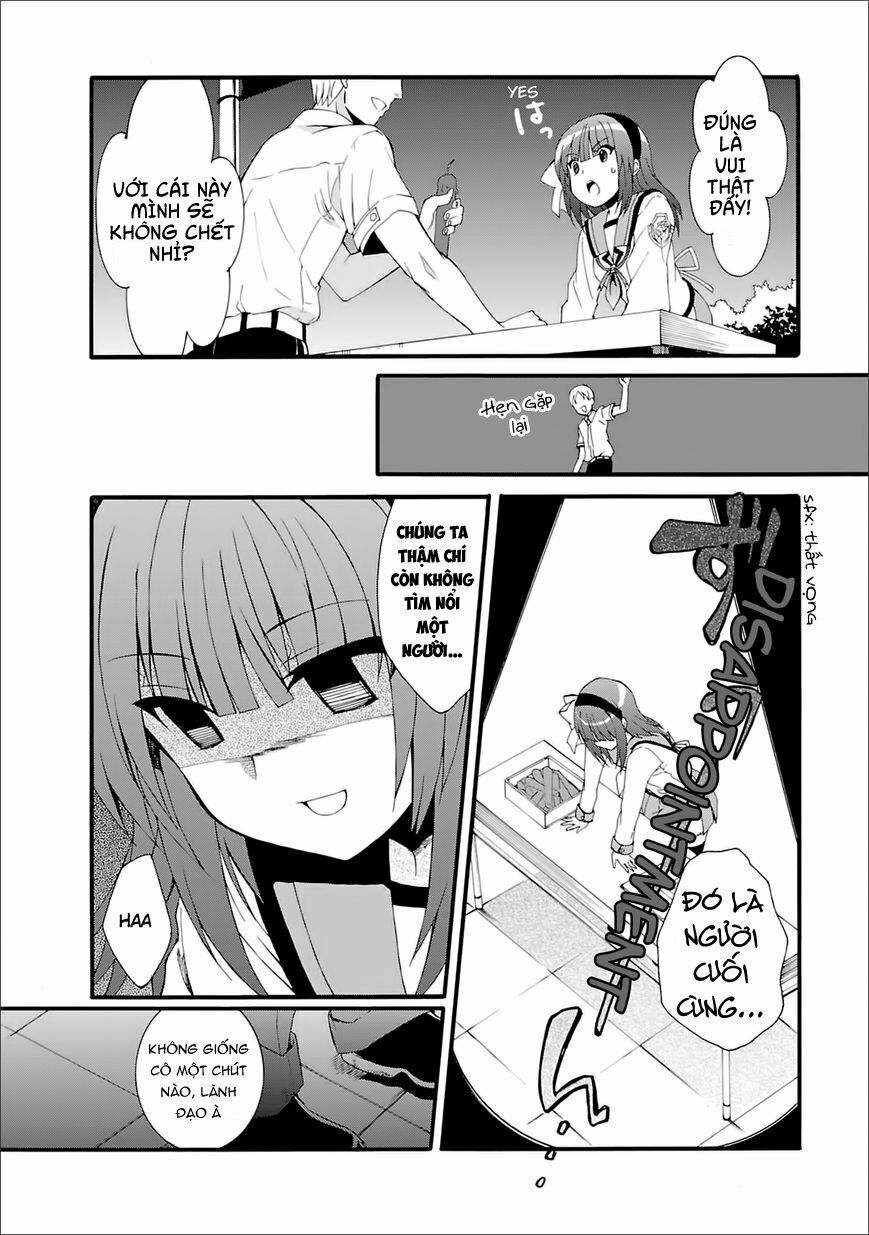 ĐÚNG
LÀ
VUI
THẬT
ĐẤY!
YES
はっ
VỚI CÁI NÀY
MÌNH SẼ
KHÔNG CHẾT
NHỈ?
Hẹn Gặp
lại
sfx: thất vọng
DISAPPOINTMENT
ĐÓ LÀ
NGƯỜI
CUỐI
CÙNG...
CHÚNG TA
THẬM CHÍ
CÒN KHÔNG
TÌM NỔI
MỘT
NGƯỜI...
HAA
KHÔNG GIỐNG
CÔ MỘT CHÚT
NÀO, LÃNH
ĐẠO À